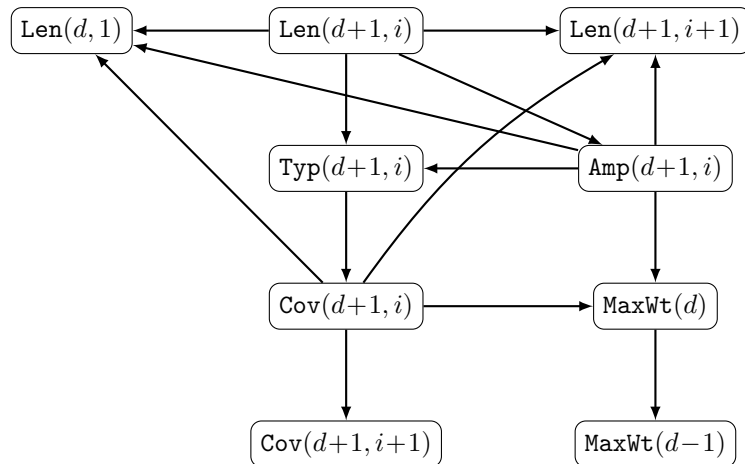 Len(d, 1)
Len(d+1, i)
Len(d+1, i+1)
Typ(d+1, i)
Amp(d+1, i)
Cov(d+1, i)
MaxWt(d)
Cov(d+1, i+1)
MaxWt(d−1)